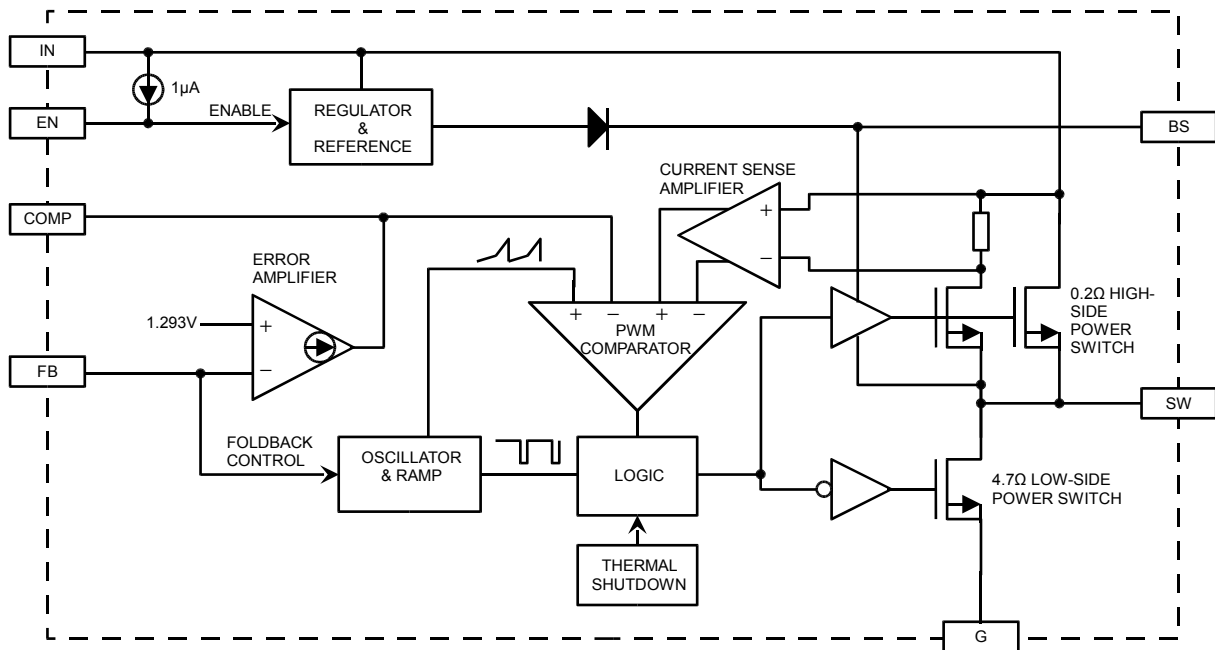 IN
1µA
EN
ENABLE
REGULATOR
&
REFERENCE
BS
CURRENT SENSE
AMPLIFIER
COMP
+
−
ERROR
AMPLIFIER
0.2Ω HIGH-
SIDE
POWER
SWITCH
1.293V
+
−
+ − + −
PWM
COMPARATOR
FB
SW
FOLDBACK
CONTROL
OSCILLATOR
& RAMP
LOGIC
4.7Ω LOW-SIDE
POWER SWITCH
THERMAL
SHUTDOWN
G